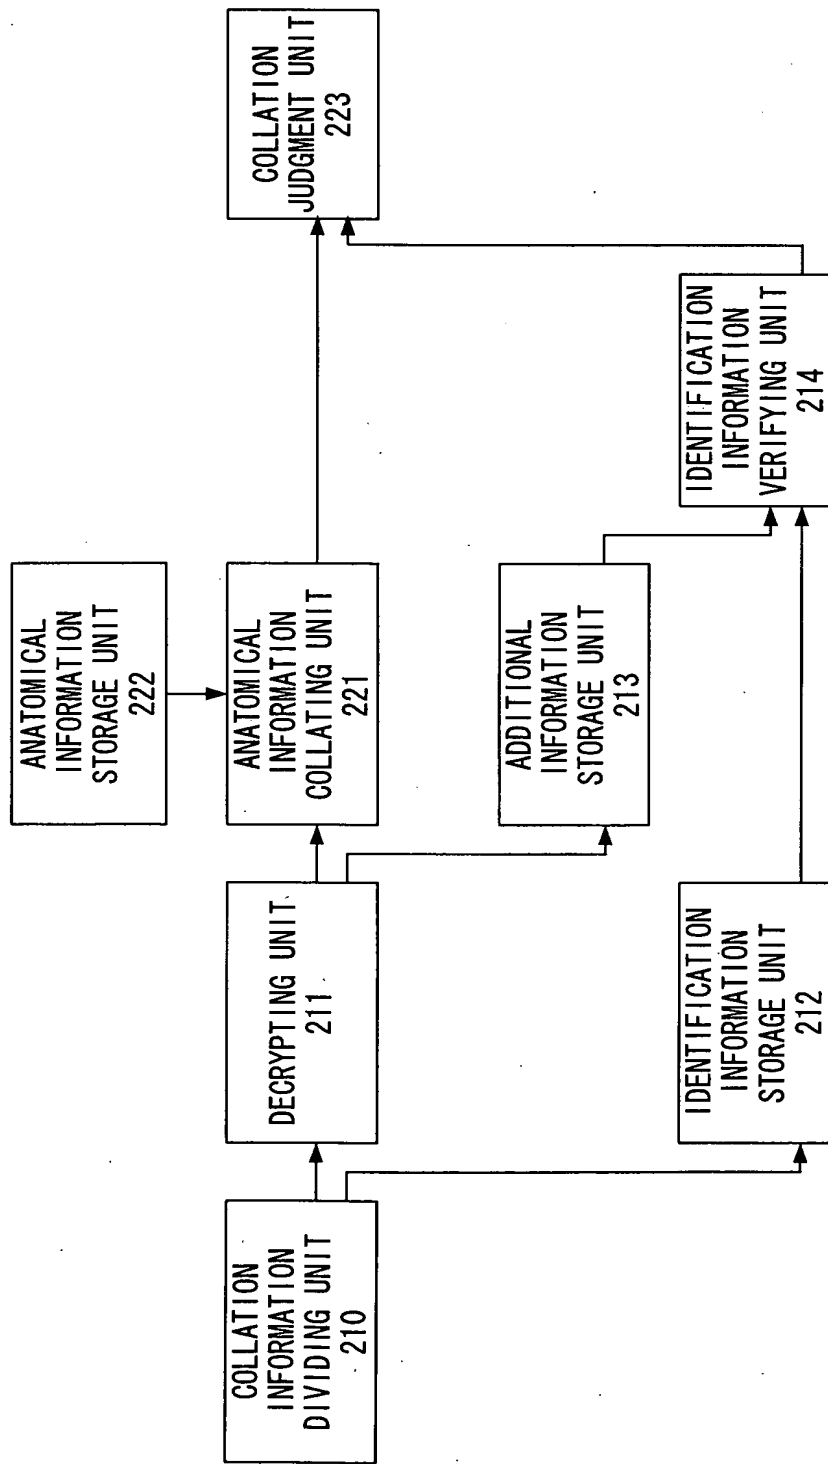 COLLATION
INFORMATION
DIVIDING UNIT
210
DECRYPTING UNIT
211
ANATOMICAL
INFORMATION
STORAGE UNIT
222
ANATOMICAL
INFORMATION
COLLATING UNIT
221
COLLATION
JUDGMENT UNIT
223
ADDITIONAL
INFORMATION
STORAGE UNIT
213
IDENTIFICATION
INFORMATION
STORAGE UNIT
212
IDENTIFICATION
INFORMATION
VERIFYING UNIT
214